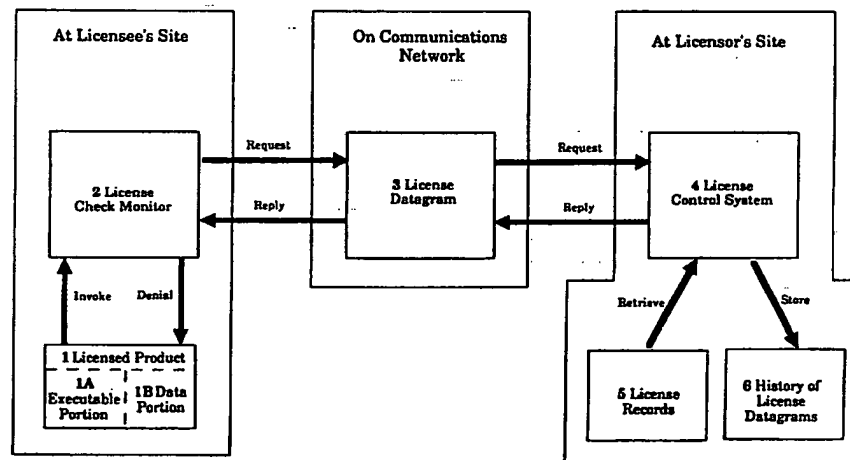 At Licensee's Site
On Communications
Network
At Licensor's Site
Request
Request
2 License
Check Monitor
3 License
Datagram
4 License
Control System
Reply
Reply
Invoke
Denial
Retrieve
Store
1 Licensed Product
1A
Executable
Portion
1B Data
Portion
5 License
Records
6 History of
License
Datagrams